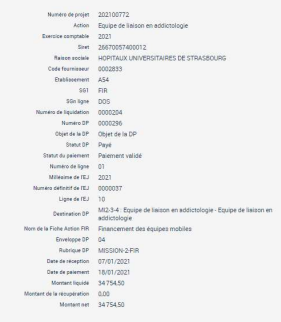 Numéro de projet 202100772
Action Equipe de liaison en addictologie
Exercice comptable 2021
Siret 26670057400012
Raison sociale HOPITAUX UNIVERSITAIRES DE STRASBOURG
Code fournisseur 0002833
Etablissement A54
SG1 FIR
SGn ligne DOS
Numéro de liquidation 0000204
Numéro DP 0000296
Objet de la DP Objet de la DP
Statut DP Payé
Statut du paiement Paiement validé
Numéro de ligne 01
Millésime de l'EJ 2021
Numéro définitif de l'EJ 0000037
Ligne de l'EJ 10
Destination DP MI2-3-4 : Equipe de liaison en addictologie - Equipe de liaison en
addictologie
Nom de la Fiche Action FIR Financement des équipes mobiles
Enveloppe DP 04
Rubrique DP MISSION-2-FIR
Date de réception 07/01/2021
Date de paiement 18/01/2021
Montant liquidé 34 754,50
Montant de la récupération 0,00
Montant net 34 754,50